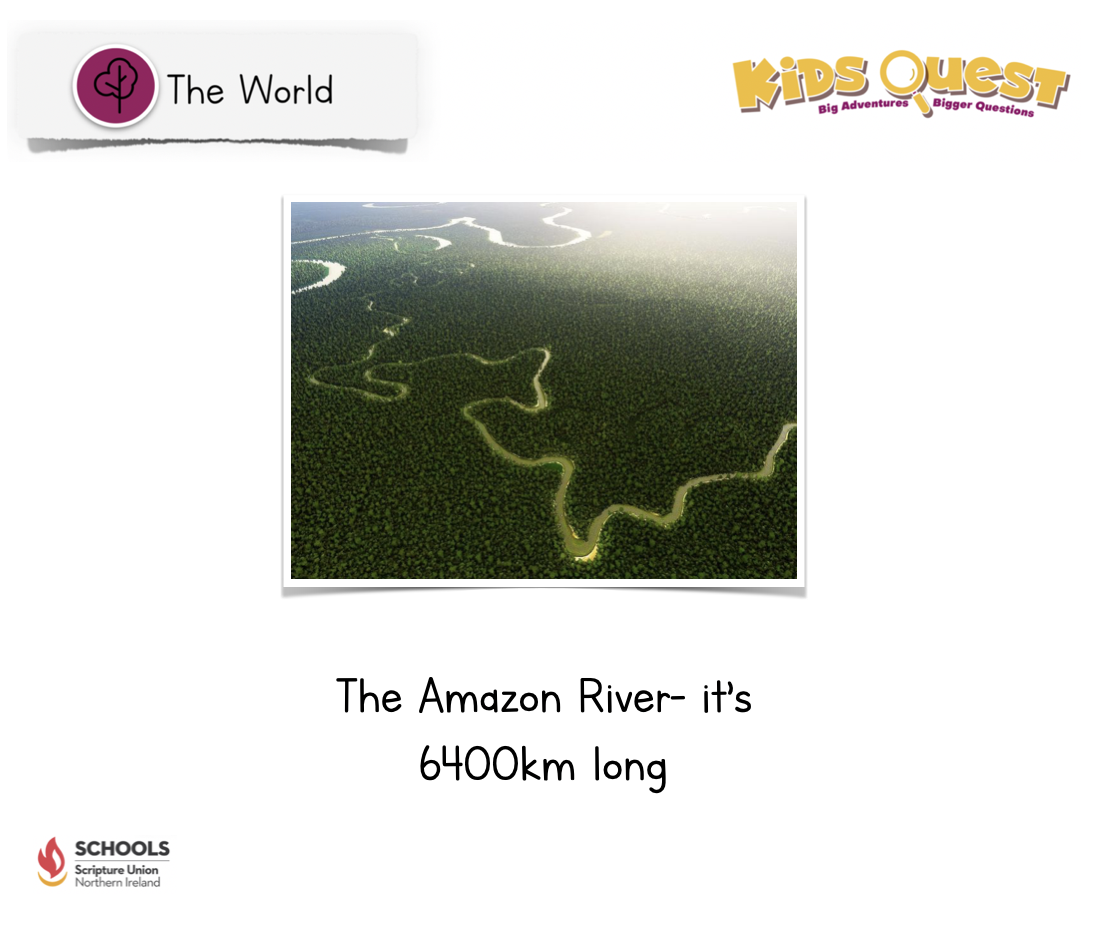 The World
KiDS QUEST
Big Adventures Bigger Questions
The Amazon River- it's
6400km long
SCHOOLS
Scripture Union
Northern Ireland